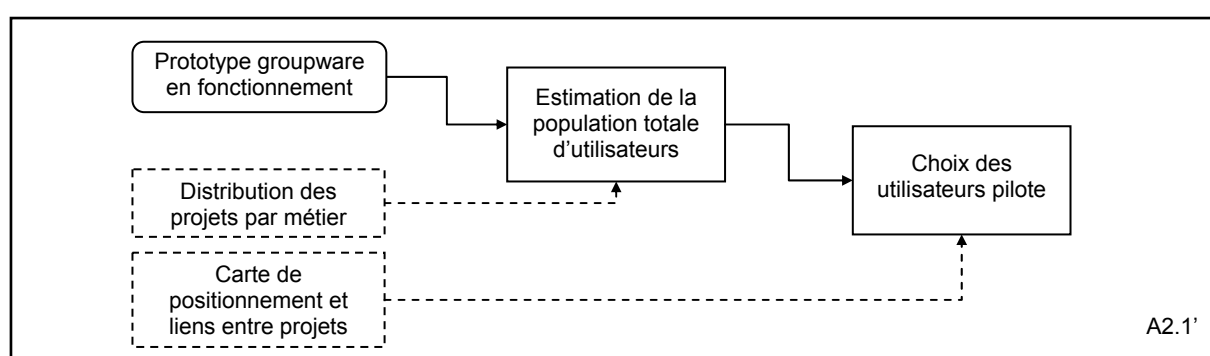 Prototype groupware
en fonctionnement
Estimation de la
population totale
d'utilisateurs
Choix des
utilisateurs pilote
Distribution des
projets par métier
Carte de
positionnement et
liens entre projets
A2.1'